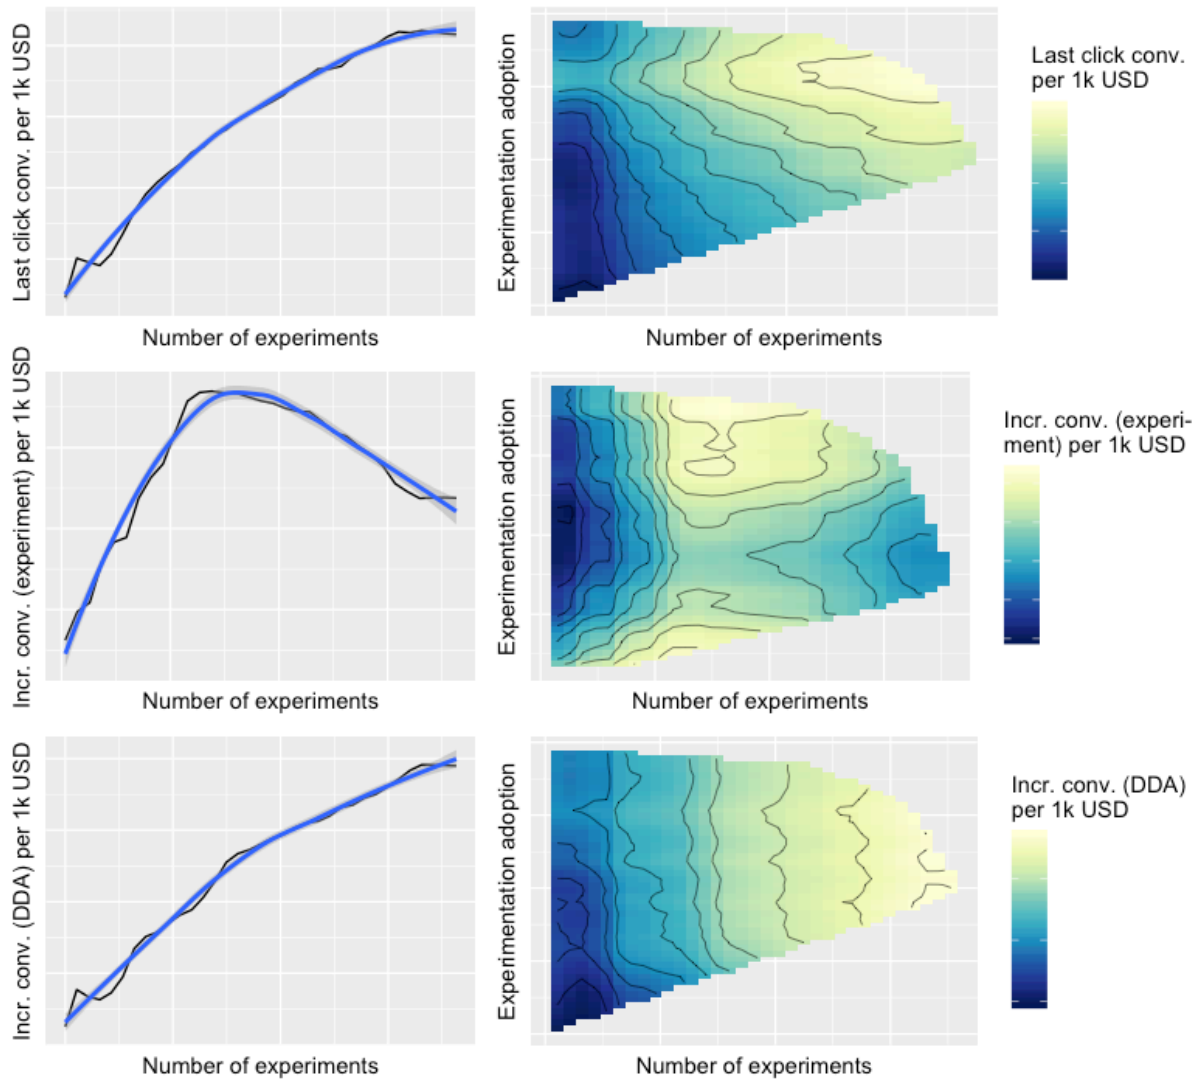 Last click conv. per 1k USD
Number of experiments
Experimentation adoption
Number of experiments
Last click conv.
per 1k USD
Incr. conv. (experiment) per 1k USD
Number of experiments
Experimentation adoption
Number of experiments
Incr. conv. (experi-
ment) per 1k USD
Incr. conv. (DDA) per 1k USD
Number of experiments
Experimentation adoption
Number of experiments
Incr. conv. (DDA)
per 1k USD